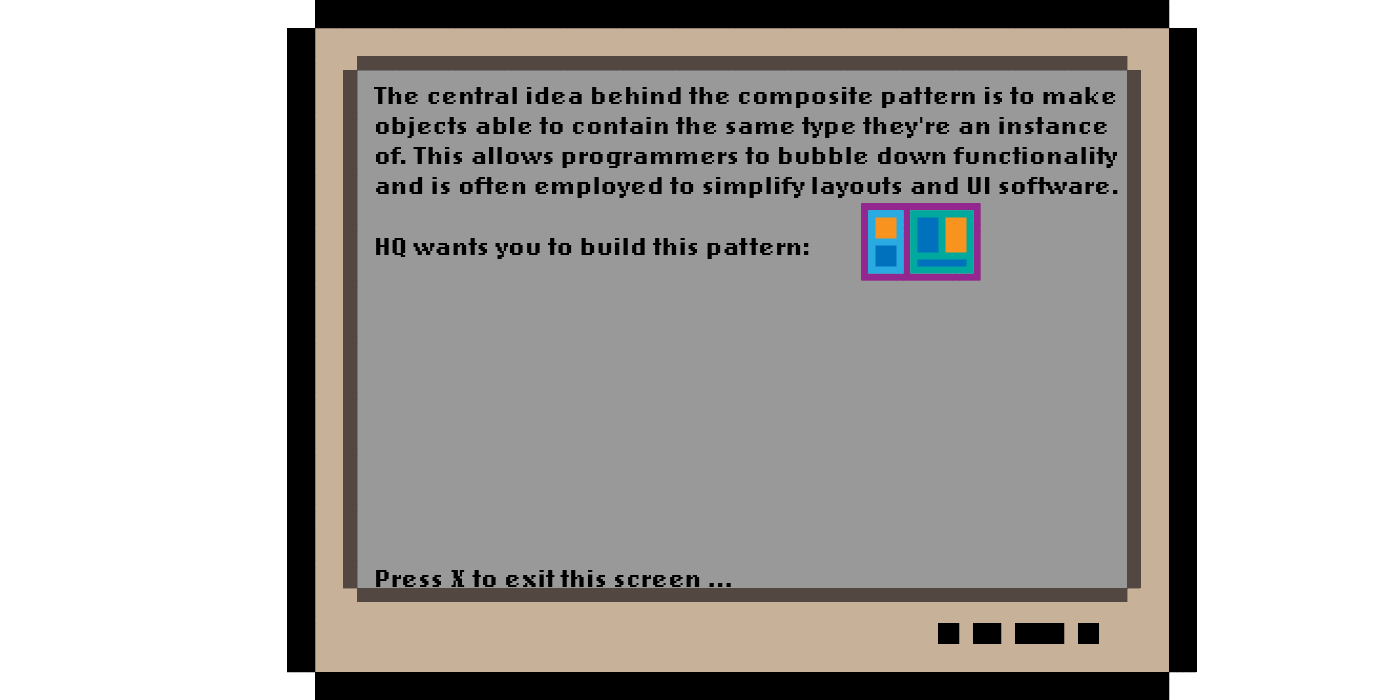 The central idea behind the composite pattern is to make
objects able to contain the same type they're an instance
of. This allows programmers to bubble down functionality
and is often employed to simplify layouts and UI software.
HQ wants you to build this pattern:
Press X to exit this screen ...